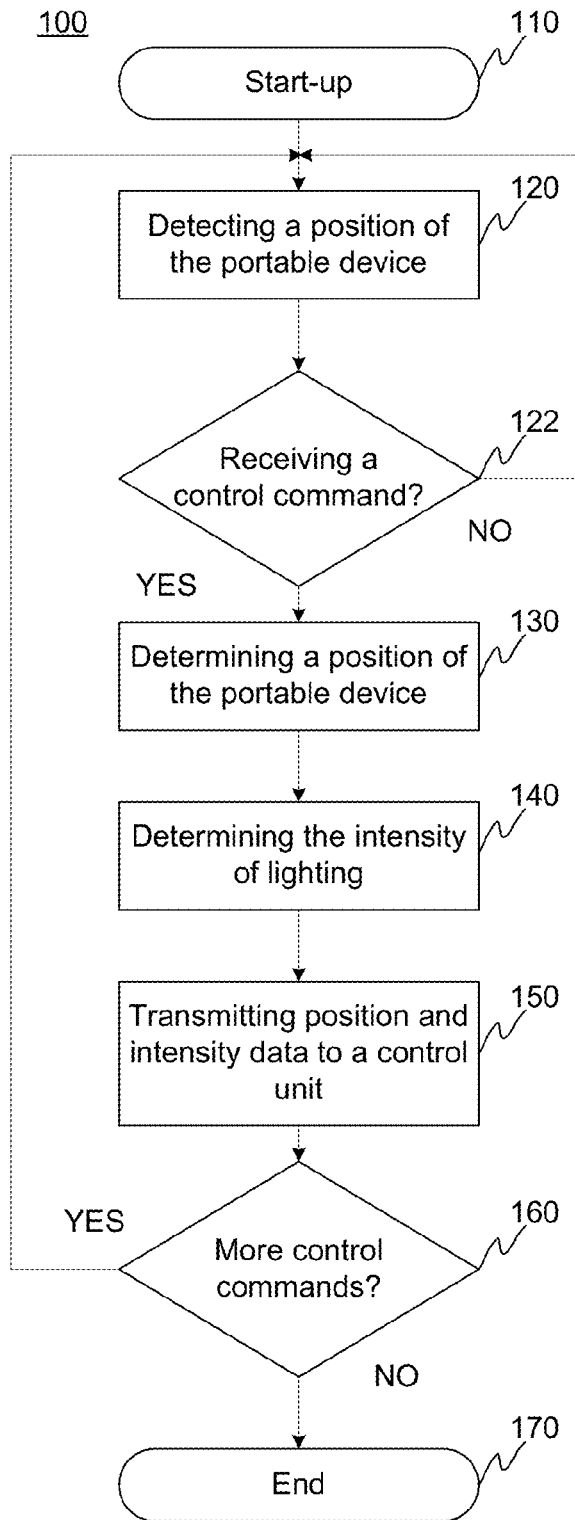 100
110
Start-up
120
Detecting a position of
the portable device
122
Receiving a
control command?
NO
YES
130
Determining a position of
the portable device
140
Determining the intensity
of lighting
150
Transmitting position and
intensity data to a control
unit
YES
160
More control
commands?
NO
170
End